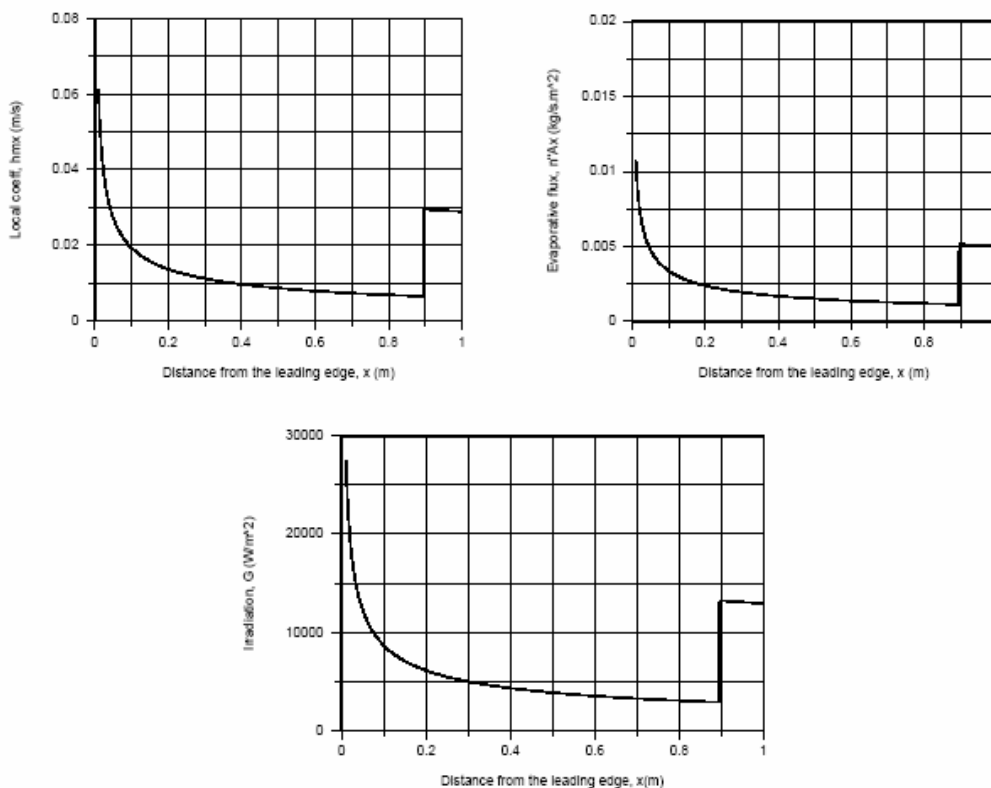 0.08
0.06
0.04
0.02
0
Local coeff, hmx (m/s)
0 0.2 0.4 0.6 0.8 1
Distance from the leading edge, x (m)
0.02
0.015
0.01
0.005
0
Evaporative flux, n"Ax (kg/s.m^2)
0 0.2 0.4 0.6 0.8
Distance from the leading edge, x (m)
30000
20000
10000
0
Irradiation, G (W/m^2)
0 0.2 0.4 0.6 0.8 1
Distance from the leading edge, x(m)